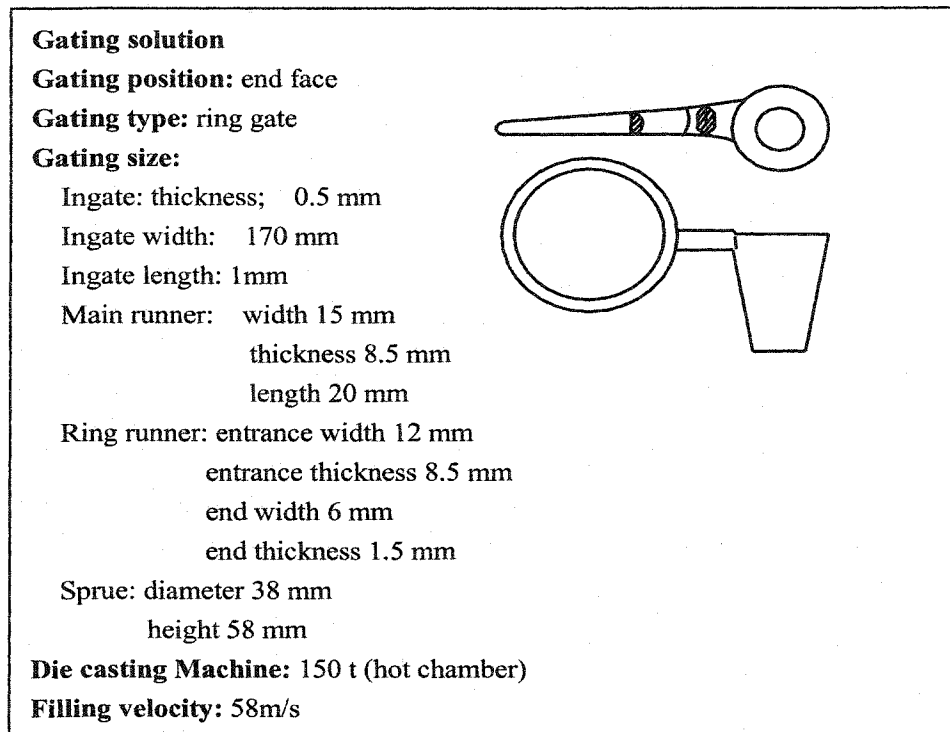 Gating solution
Gating position: end face
Gating type: ring gate
Gating size:
Ingate: thickness; 0.5 mm
Ingate width: 170 mm
Ingate length: 1mm
Main runner: width 15 mm
thickness 8.5 mm
length 20 mm
Ring runner: entrance width 12 mm
entrance thickness 8.5 mm
end width 6 mm
end thickness 1.5 mm
Sprue: diameter 38 mm
height 58 mm
Die casting Machine: 150 t (hot chamber)
Filling velocity: 58m/s